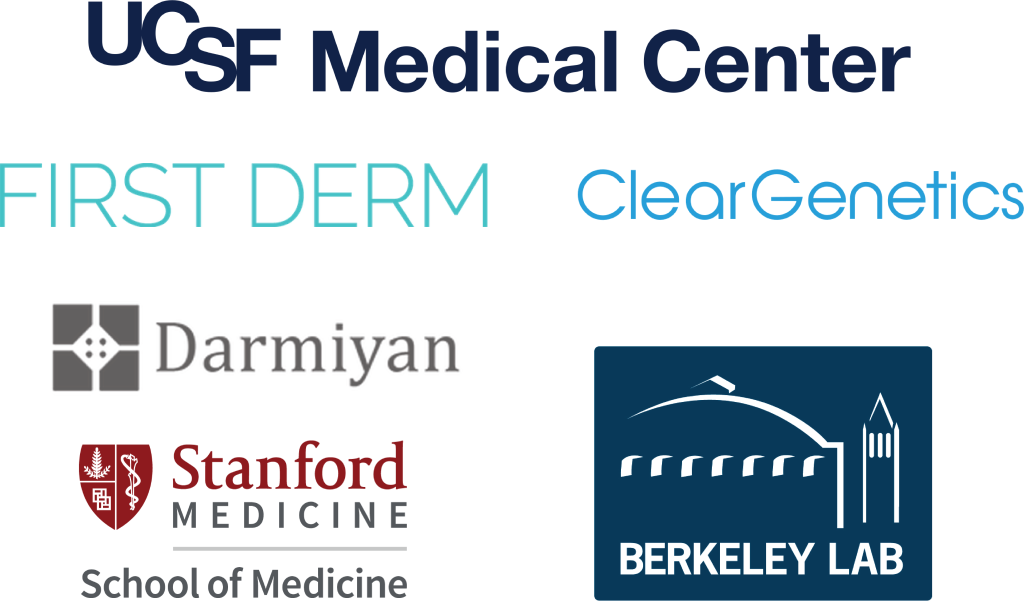 UCSF Medical Center
FIRST DERM
ClearGenetics
Darmiyan
Stanford
MEDICINE
School of Medicine
BERKELEY LAB